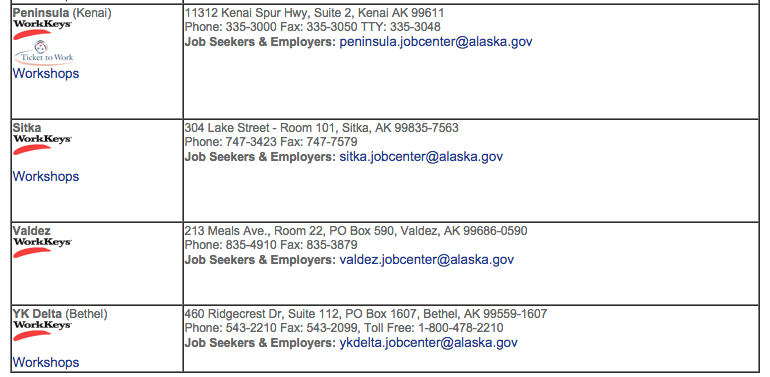 Peninsula (Kenai)
WorkKeys
Ticket to Work
Workshops
11312 Kenai Spur Hwy, Suite 2, Kenai AK 99611
Phone: 335-3000 Fax: 335-3050 TTY: 335-3048
Job Seekers & Employers: peninsula.jobcenter@alaska.gov
Sitka
WorkKeys
Workshops
304 Lake Street - Room 101, Sitka, AK 99835-7563
Phone: 747-3423 Fax: 747-7579
Job Seekers & Employers: sitka.jobcenter@alaska.gov
Valdez
WorkKeys
213 Meals Ave., Room 22, PO Box 590, Valdez, AK 99686-0590
Phone: 835-4910 Fax: 835-3879
Job Seekers & Employers: valdez.jobcenter@alaska.gov
YK Delta (Bethel)
WorkKeys
Workshops
460 Ridgecrest Dr, Suite 112, PO Box 1607, Bethel, AK 99559-1607
Phone: 543-2210 Fax: 543-2099, Toll Free: 1-800-478-2210
Job Seekers & Employers: ykdelta.jobcenter@alaska.gov